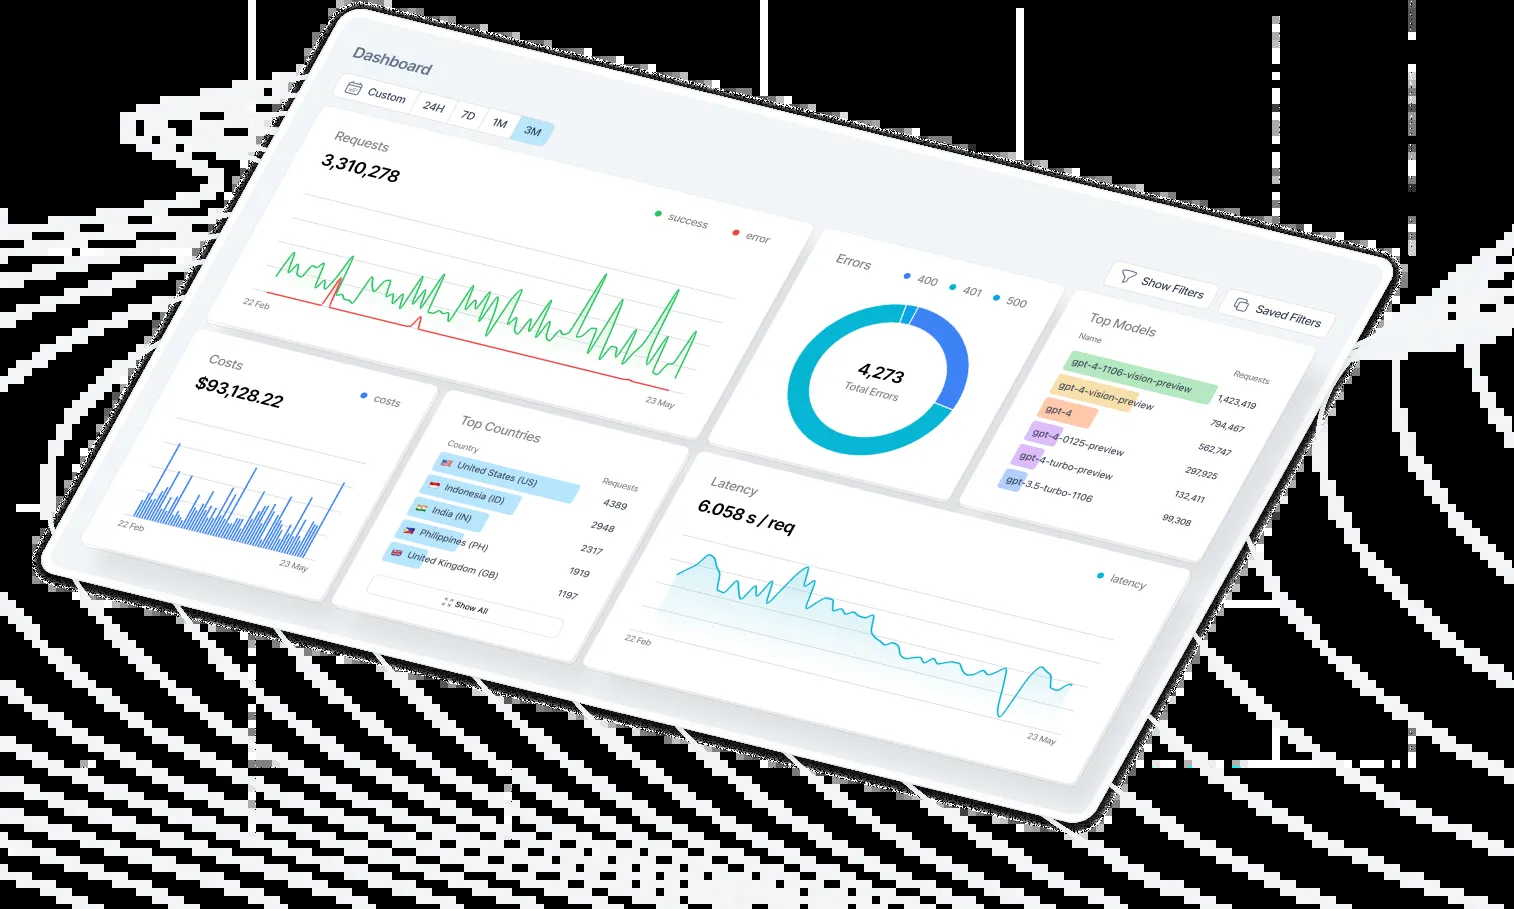 Dashboard
Custom 24H 7D 1M 3M
Show Filters Saved Filters
Requests
3,310,278
success error
22 Feb 23 May
Errors
400 401 500
4,273
Total Errors
Top Models
Name Requests
gpt-4-1106-vision-preview 1,423,419
gpt-4-vision-preview 794,467
gpt-4 562,747
gpt-4-0125-preview 297,925
gpt-4-turbo-preview 132,411
gpt-3.5-turbo-1106 99,308
Costs
$93,128.22
costs
22 Feb 23 May
Top Countries
Country Requests
United States (US) 4389
Indonesia (ID) 2948
India (IN) 2317
Philippines (PH) 1919
United Kingdom (GB) 1197
Show All
Latency
6.058 s / req
latency
22 Feb 23 May